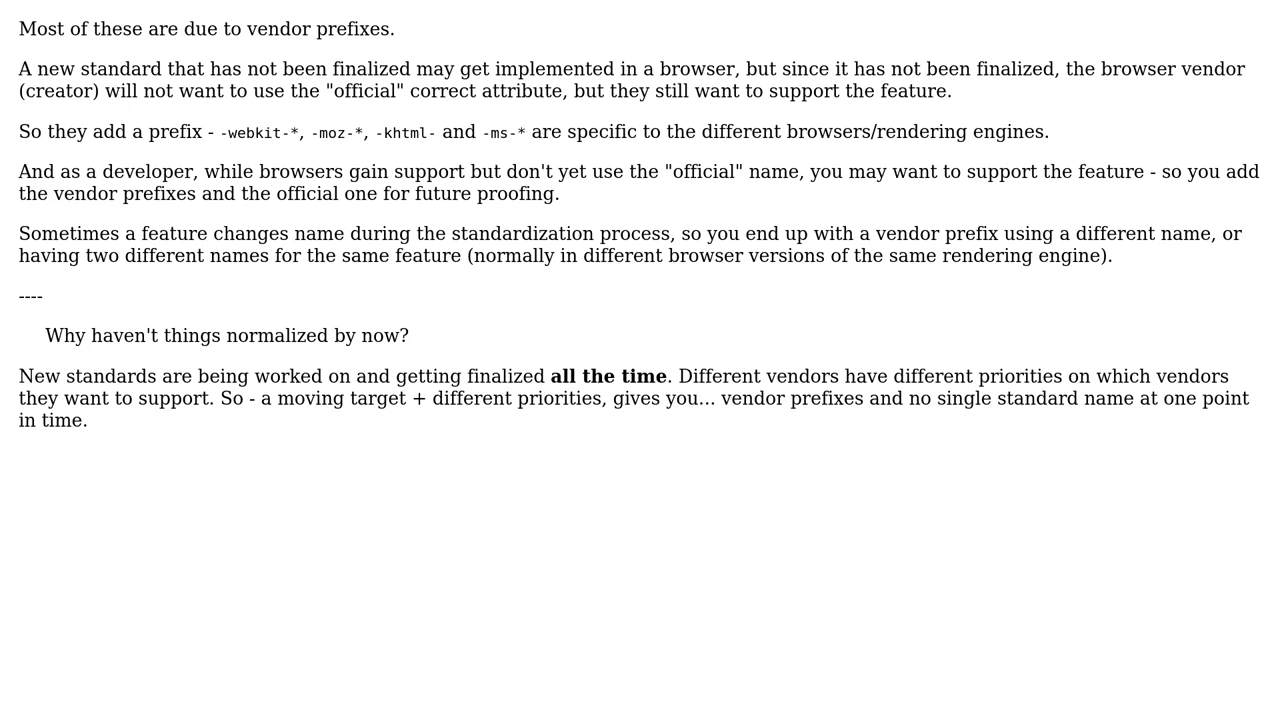 Most of these are due to vendor prefixes.
A new standard that has not been finalized may get implemented in a browser, but since it has not been finalized, the browser vendor
(creator) will not want to use the "official" correct attribute, but they still want to support the feature.
So they add a prefix - -webkit-*, -moz-*, -khtml- and -ms-* are specific to the different browsers/rendering engines.
And as a developer, while browsers gain support but don't yet use the "official" name, you may want to support the feature - so you add
the vendor prefixes and the official one for future proofing.
Sometimes a feature changes name during the standardization process, so you end up with a vendor prefix using a different name, or
having two different names for the same feature (normally in different browser versions of the same rendering engine).
----
Why haven't things normalized by now?
New standards are being worked on and getting finalized all the time. Different vendors have different priorities on which vendors
they want to support. So - a moving target + different priorities, gives you... vendor prefixes and no single standard name at one point
in time.